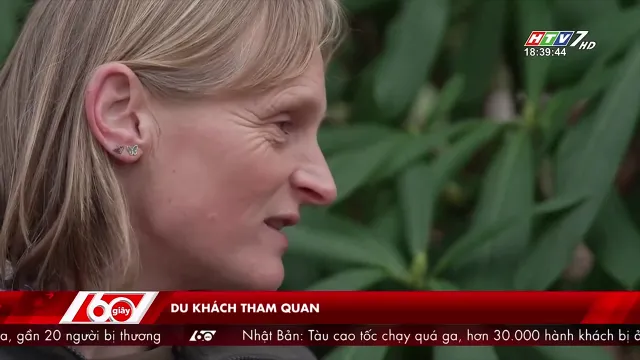 HTV7 HD
18:39:44
60 giây
DU KHÁCH THAM QUAN
a, gần 20 người bị thương 60 Nhật Bản: Tàu cao tốc chạy quá ga, hơn 30.000 hành khách bị ả